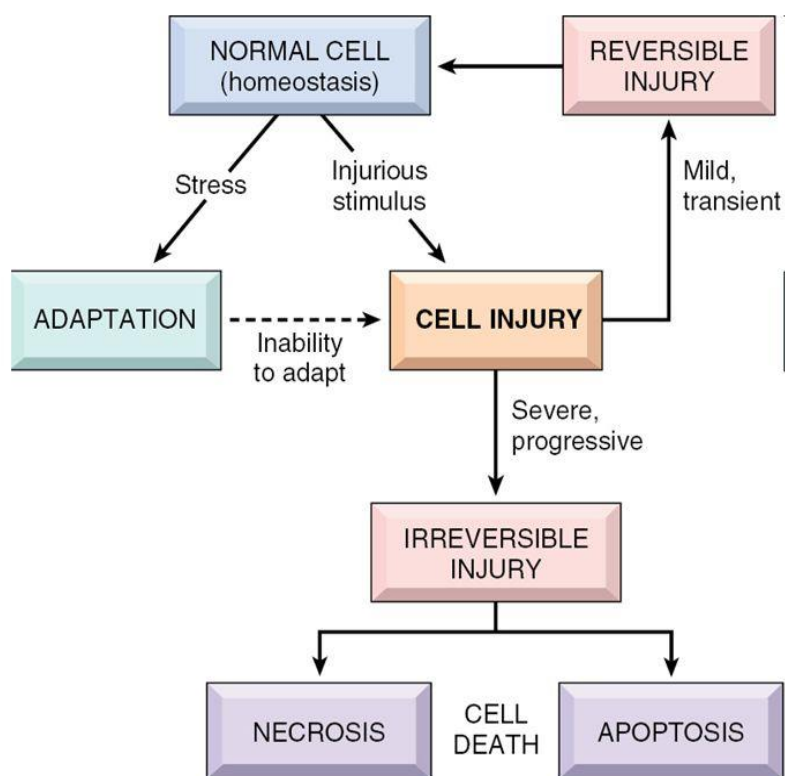 NORMAL CELL
(homeostasis)
REVERSIBLE
INJURY
Stress
Injurious
stimulus
Mild,
transient
ADAPTATION
Inability
to adapt
CELL INJURY
Severe,
progressive
IRREVERSIBLE
INJURY
NECROSIS
CELL
DEATH
APOPTOSIS